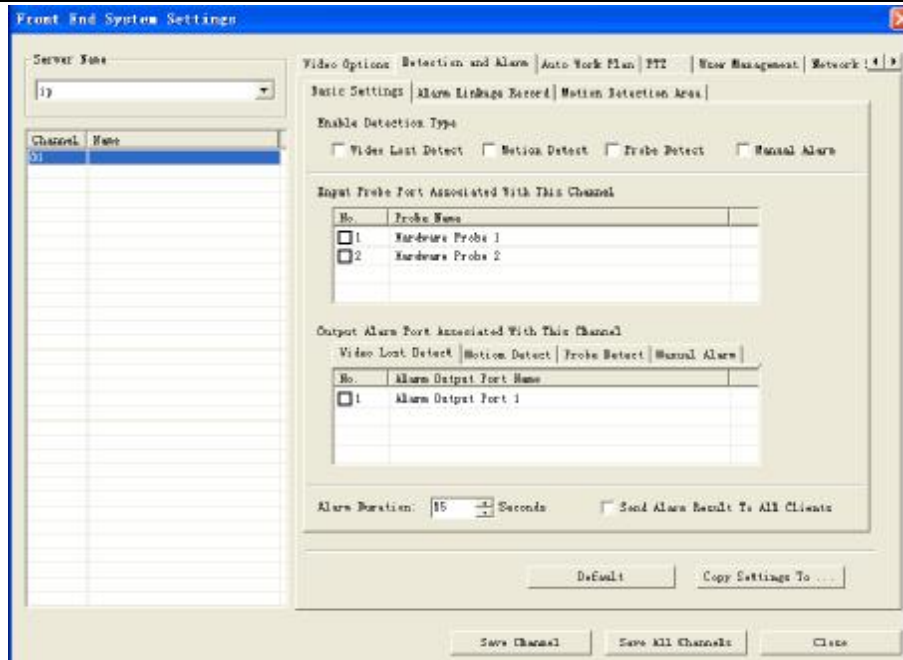 Front End System Settings
Server Name
ip
Channel Name
01
Video Options Detection and Alarm Auto Work Plan PTZ User Management Network
Basic Settings Alarm Linkage Record Motion Detection Area
Enable Detection Type
Video Lost Detect Motion Detect Probe Detect Manual Alarm
Input Probe Port Associated With This Channel
No. Probe Name
1 Hardware Probe 1
2 Hardware Probe 2
Output Alarm Port Associated With This Channel
Video Lost Detect Motion Detect Probe Detect Manual Alarm
No. Alarm Output Port Name
1 Alarm Output Port 1
Alarm Duration: Seconds Send Alarm Result To All Clients
Default Copy Settings To ...
Save Channel Save All Channels Close